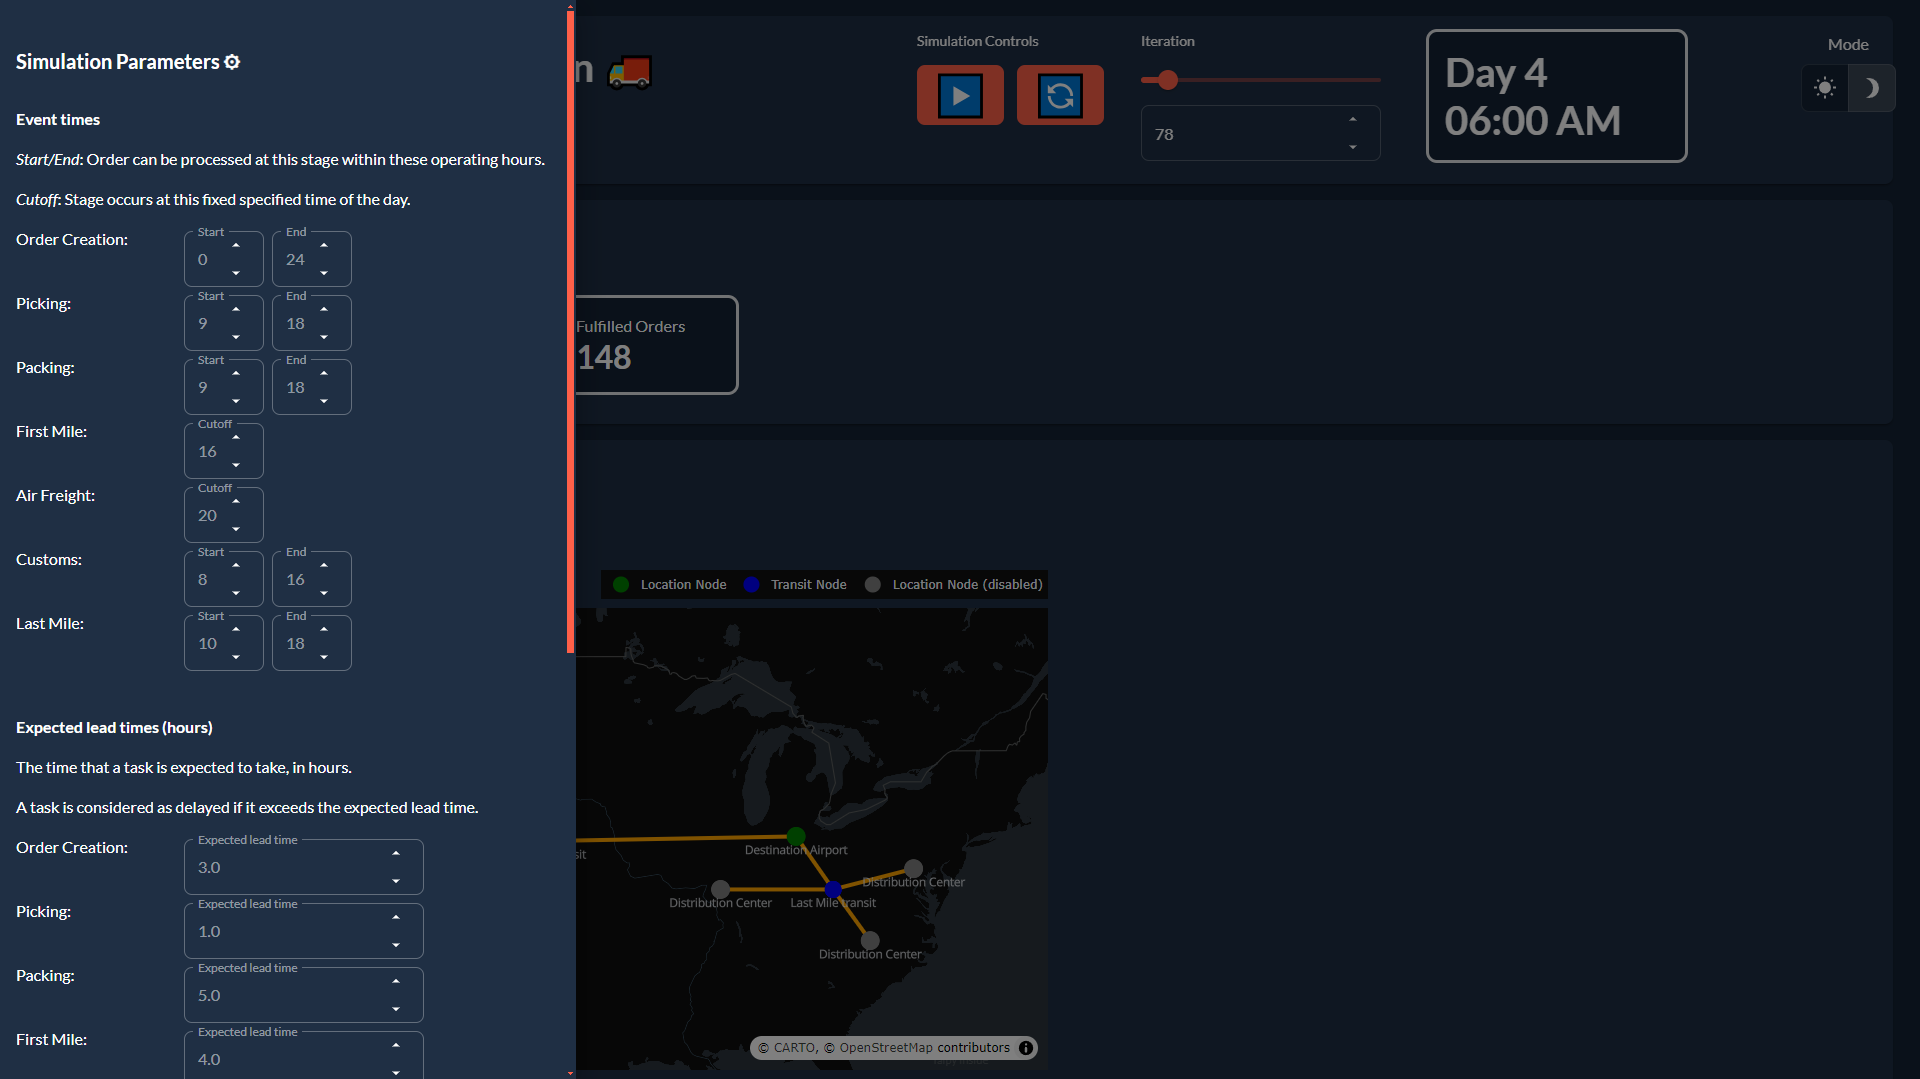 Simulation Parameters
Event times
Start/End: Order can be processed at this stage within these operating hours.
Cutoff: Stage occurs at this fixed specified time of the day.
Order Creation:
Start
0
End
24
Picking:
Start
9
End
18
Packing:
Start
9
End
18
First Mile:
Cutoff
16
Air Freight:
Cutoff
20
Customs:
Start
8
End
16
Last Mile:
Start
10
End
18
Expected lead times (hours)
The time that a task is expected to take, in hours.
A task is considered as delayed if it exceeds the expected lead time.
Order Creation:
Expected lead time
3.0
Picking:
Expected lead time
1.0
Packing:
Expected lead time
5.0
First Mile:
Expected lead time
4.0
n
Simulation Controls
Iteration
78
Day 4
06:00 AM
Mode
Fulfilled Orders
148
Location Node
Transit Node
Location Node (disabled)
sit
Destination Airport
Distribution Center
Distribution Center
Last Mile transit
Distribution Center
© CARTO, © OpenStreetMap contributors